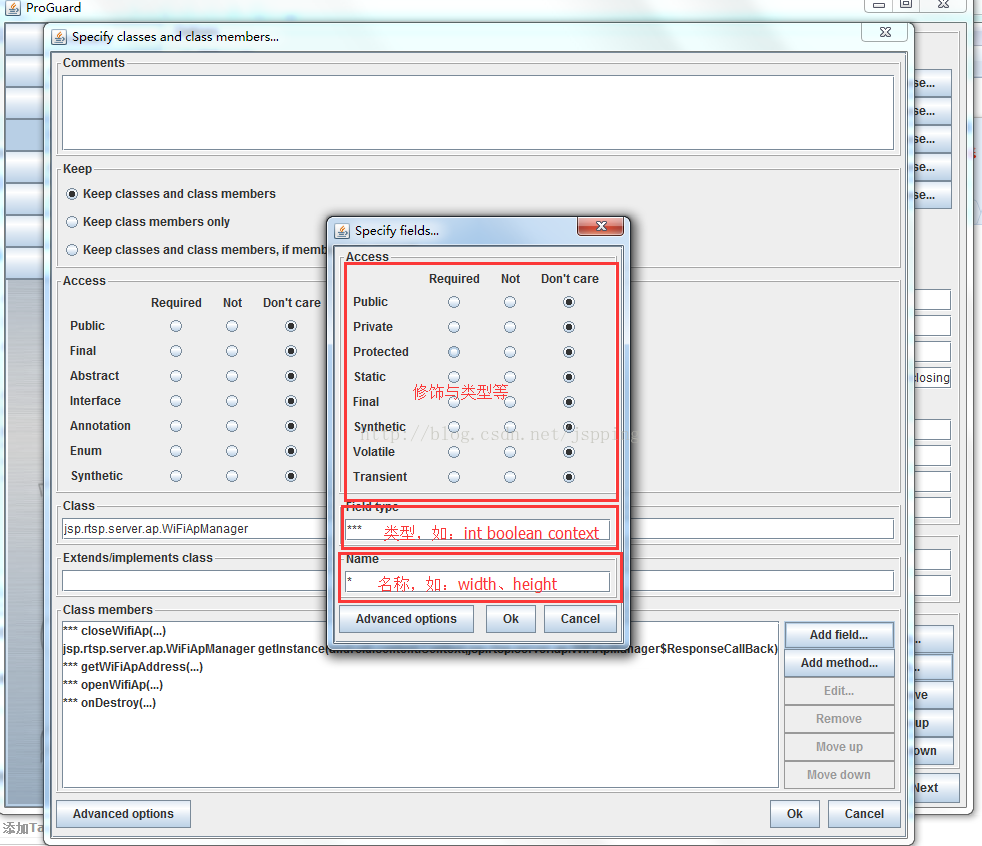 ProGuard
Specify classes and class members...
Comments
Keep
Keep classes and class members
Keep class members only
Keep classes and class members, if memb
Access
Required Not Don't care
Public
Final
Abstract
Interface
Annotation
Enum
Synthetic
Class
jsp.rtsp.server.ap.WiFiApManager
Extends/implements class
Class members
*** closeWifiAp(...)
jsp.rtsp.server.ap.WiFiApManager getInstance(
$ResponseCallBack)
*** getWiFiApAddress(...)
*** openWifiAp(...)
*** onDestroy(...)
Add field...
Add method...
Edit...
Remove
Move up
Move down
Advanced options
Ok
Cancel
Specify fields...
Access
Required Not Don't care
Public
Private
Protected
Static
修饰与类型等
Final
Synthetic
http://blog.csdn.net/jspping
Volatile
Transient
Field type
*** 类型，如：int boolean context
Name
* 名称，如：width、height
Advanced options
Ok
Cancel
se...
se...
se...
se...
se...
closing
..
..
ve
up
own
Next
添加Ta